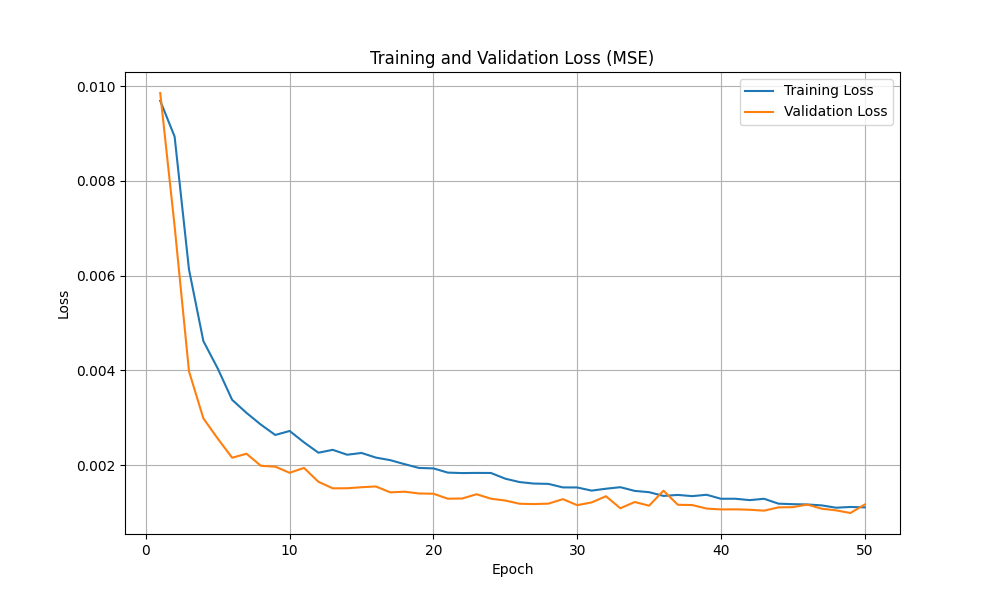 Training and Validation Loss (MSE)
Training Loss
Validation Loss
0.010
0.008
0.006
0.004
0.002
Loss
0 10 20 30 40 50
Epoch